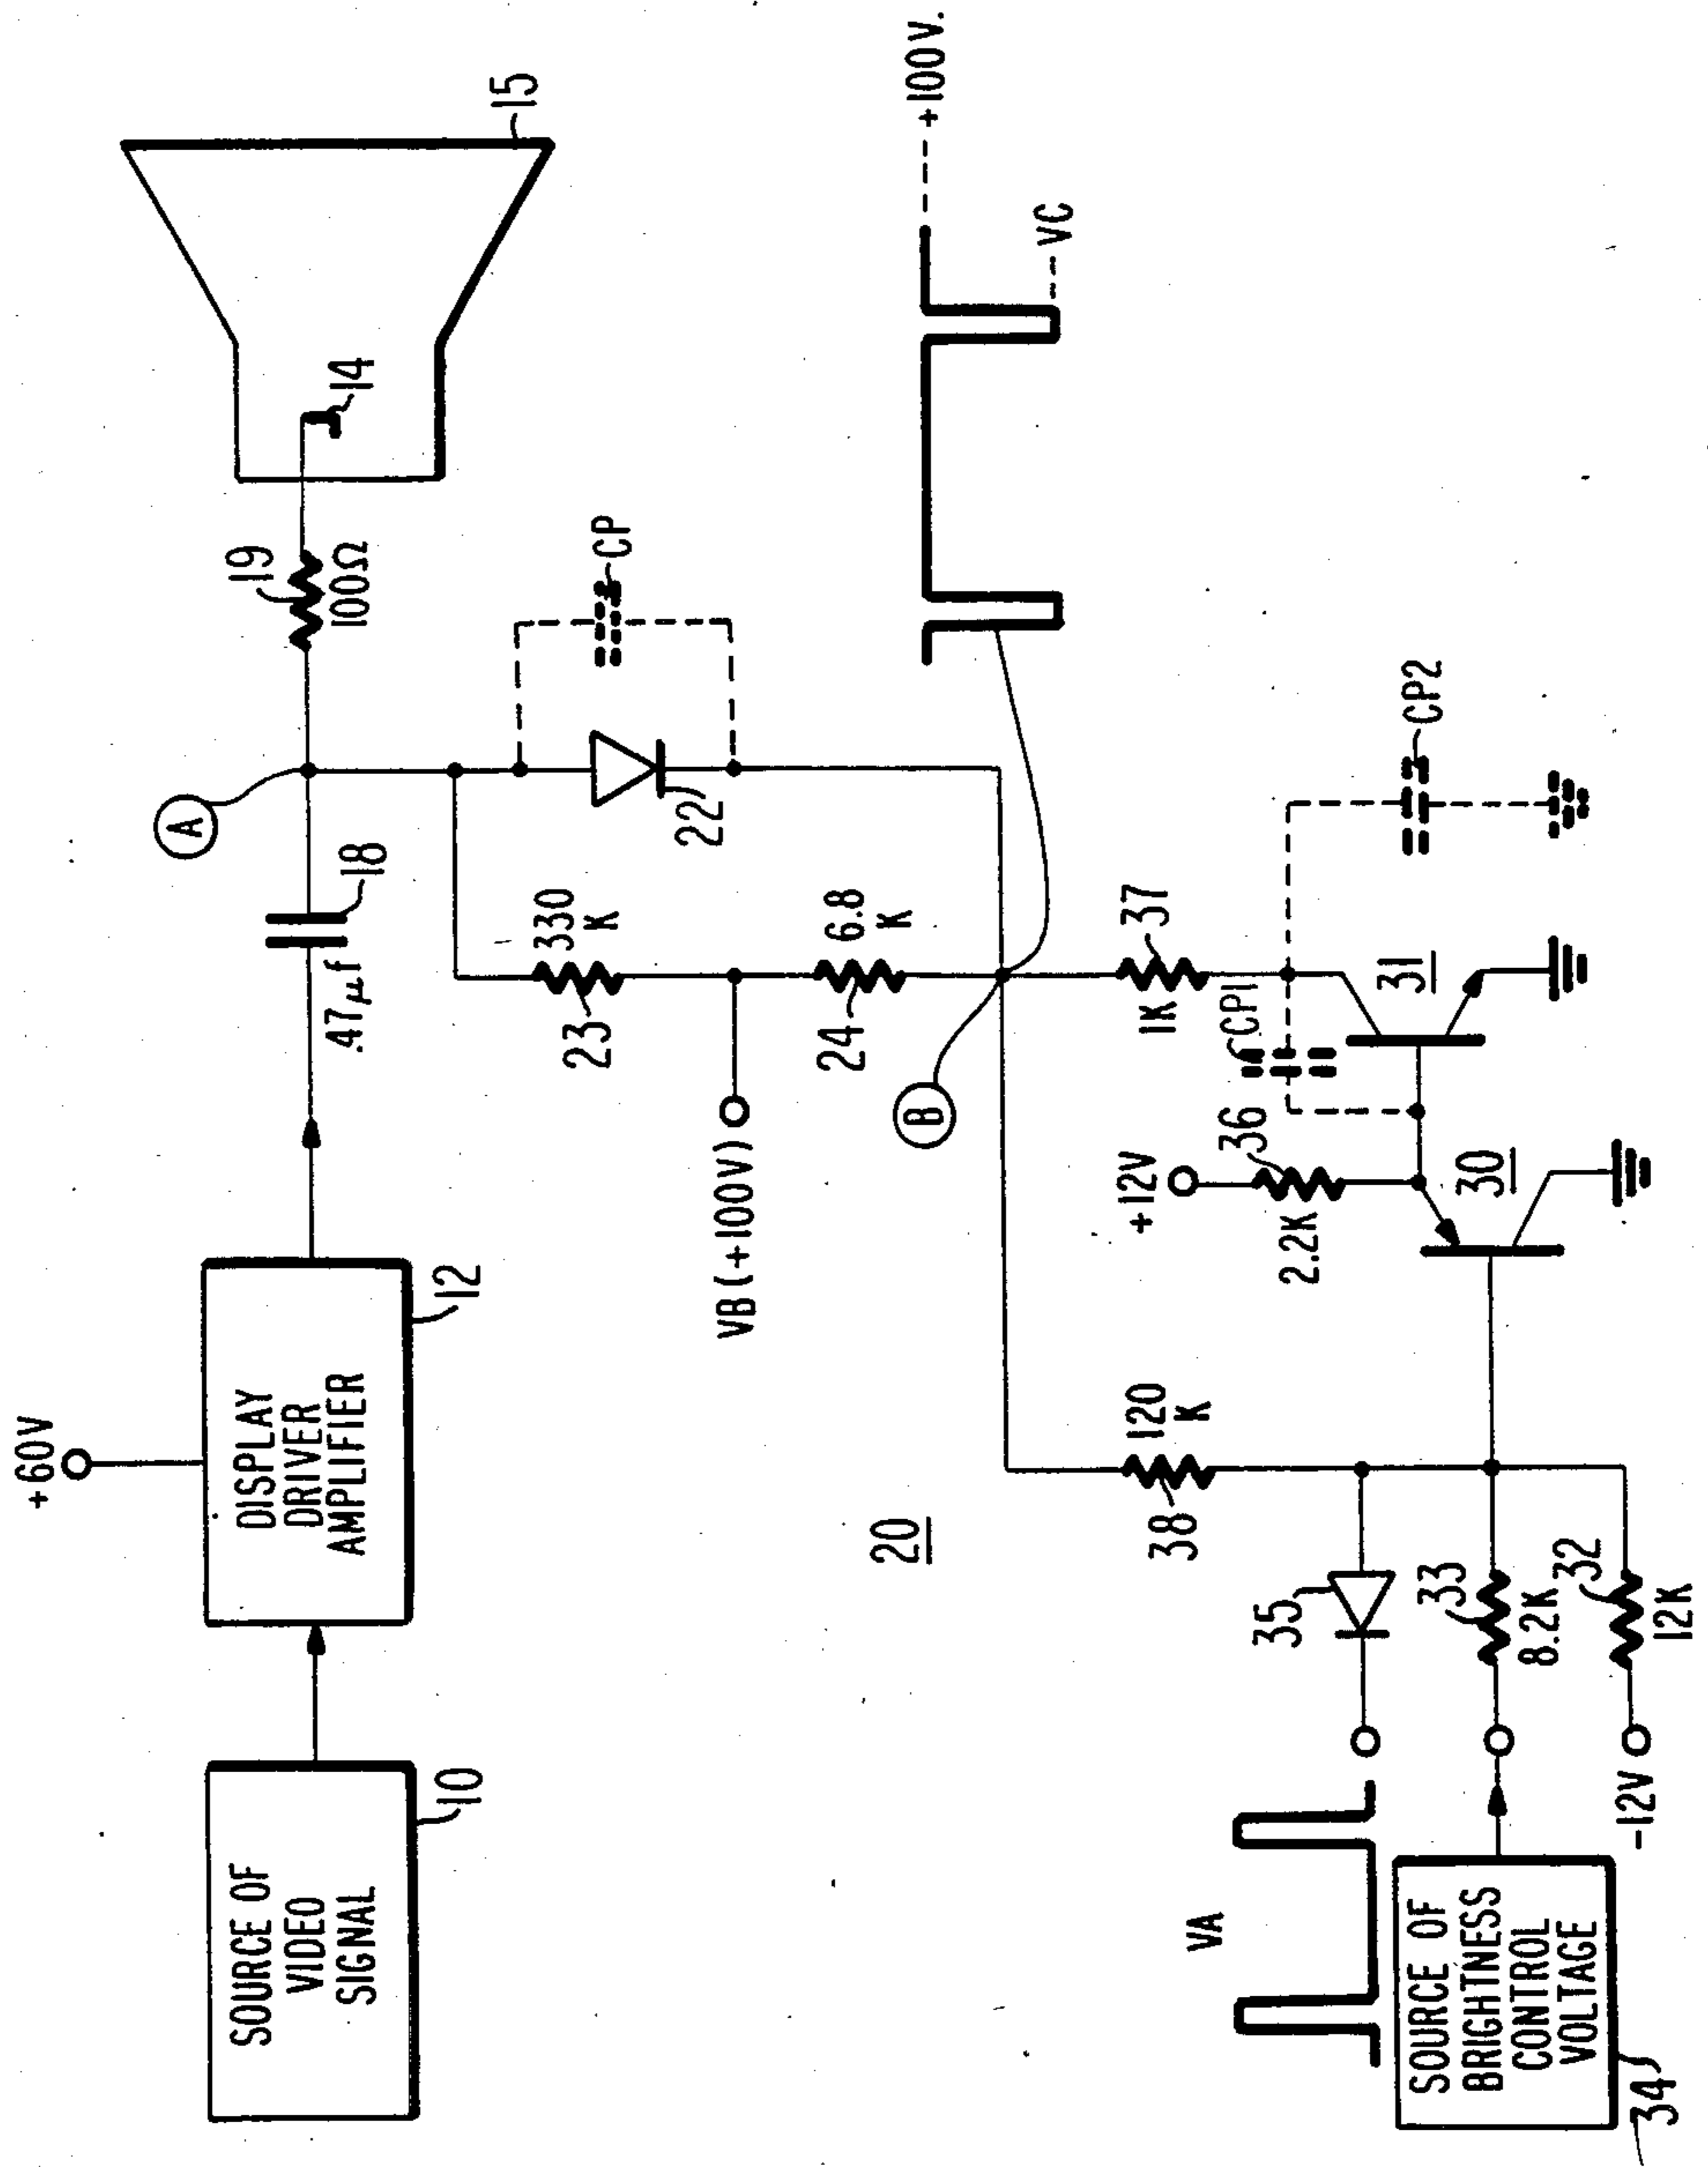 +60V
SOURCE OF
VIDEO
SIGNAL
10
DISPLAY
DRIVER
AMPLIFIER
12
.47μf
18
A
19
100Ω
14
15
330
K
23
VB (+100V)
6.8
K
24
22
CP
B
+100V.
VC
20
120
K
38
+12V
36
2.2K
CP1
1K
37
31
30
CP2
VA
35
33
8.2K
32
12K
-12V
SOURCE OF
BRIGHTNESS
CONTROL
VOLTAGE
34